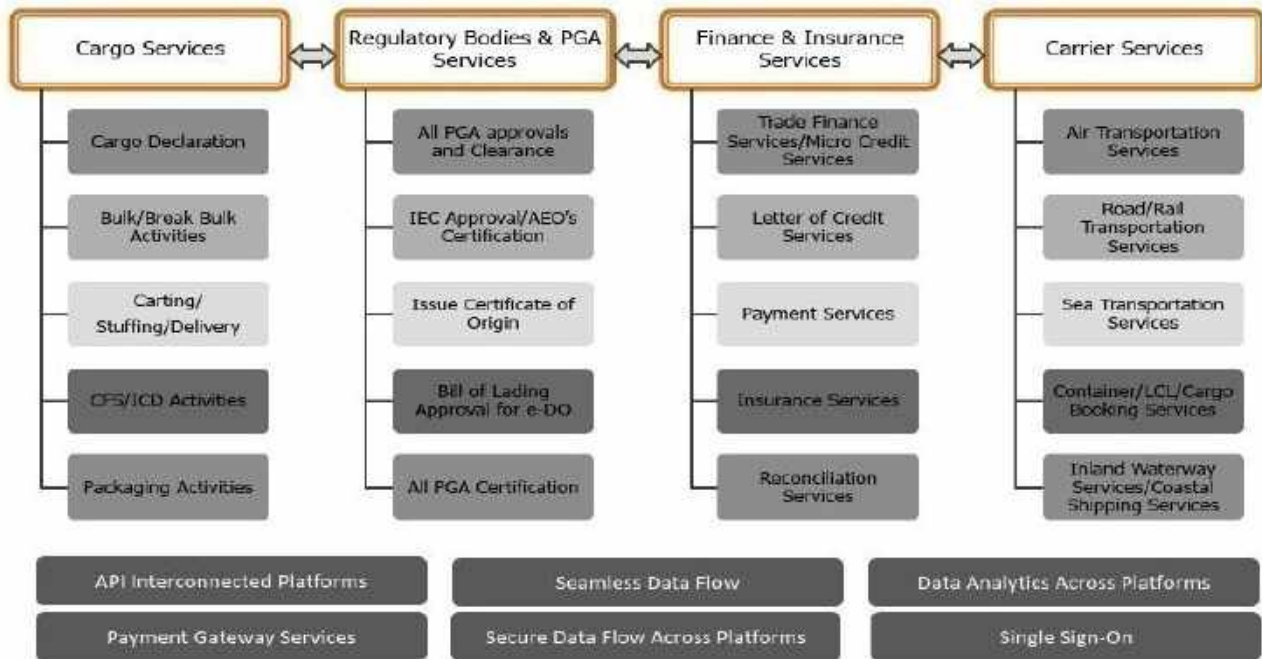 Cargo Services
Regulatory Bodies & PGA
Services
Finance & Insurance
Services
Carrier Services
Cargo Declaration
Bulk/Break Bulk
Activities
Carting/
Stuffing/Delivery
CFS/ICD Activities
Packaging Activities
All PGA approvals
and Clearance
IEC Approval/AEO's
Certification
Issue Certificate of
Origin
Bill of Lading
Approval for e-DO
All PGA Certification
Trade Finance
Services/Micro Credit
Services
Letter of Credit
Services
Payment Services
Insurance Services
Reconciliation
Services
Air Transportation
Services
Road/Rail
Transportation
Services
Sea Transportation
Services
Container/LCL/Cargo
Booking Services
Inland Waterway
Services/Coastal
Shipping Services
API Interconnected Platforms
Seamless Data Flow
Data Analytics Across Platforms
Payment Gateway Services
Secure Data Flow Across Platforms
Single Sign-On